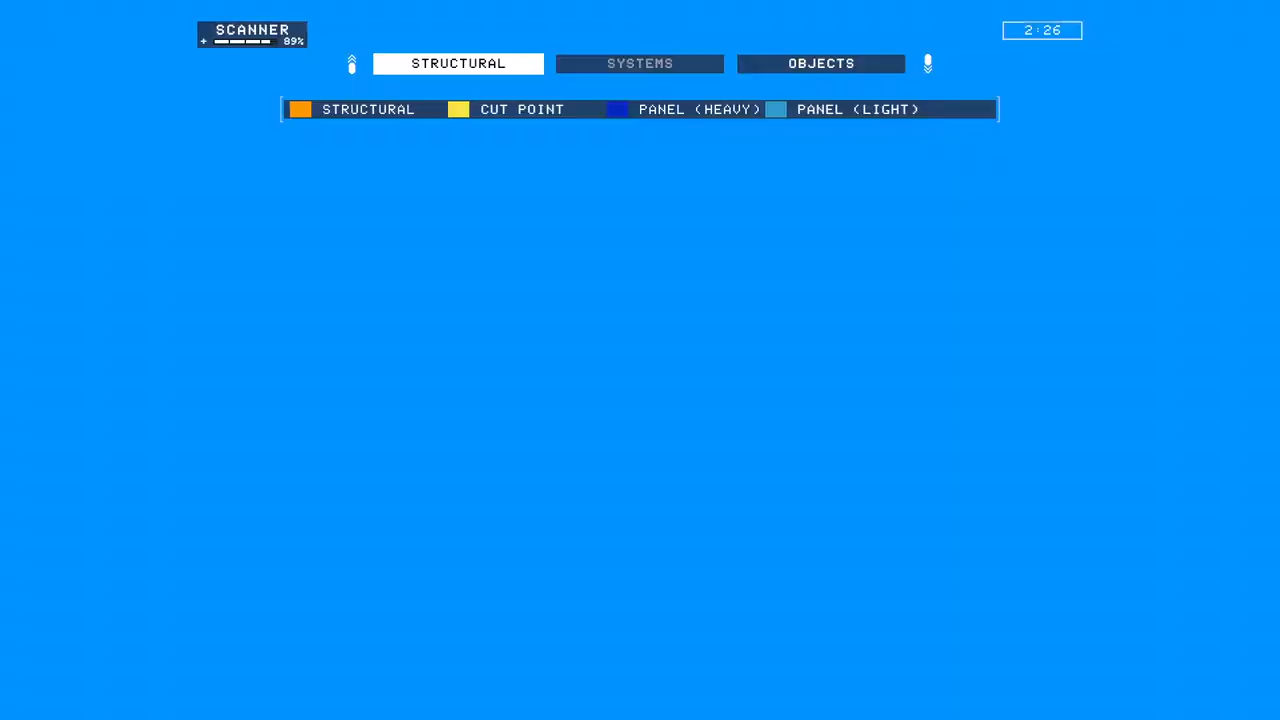 SCANNER
+ 89%
2:26
STRUCTURAL SYSTEMS OBJECTS
STRUCTURAL CUT POINT PANEL (HEAVY) PANEL (LIGHT)